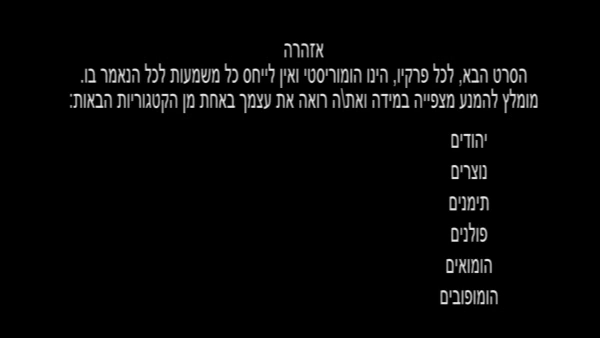 אזהרה
הסרט הבא, לכל פרקיו, הינו הומוריסטי ואין לייחס כל משמעות לכל הנאמר בו.
מומלץ להמנע מצפייה במידה ואת\ה רואה את עצמך באחת מן הקטגוריות הבאות:
יהודים
נוצרים
תימנים
פולנים
הומואים
הומופובים